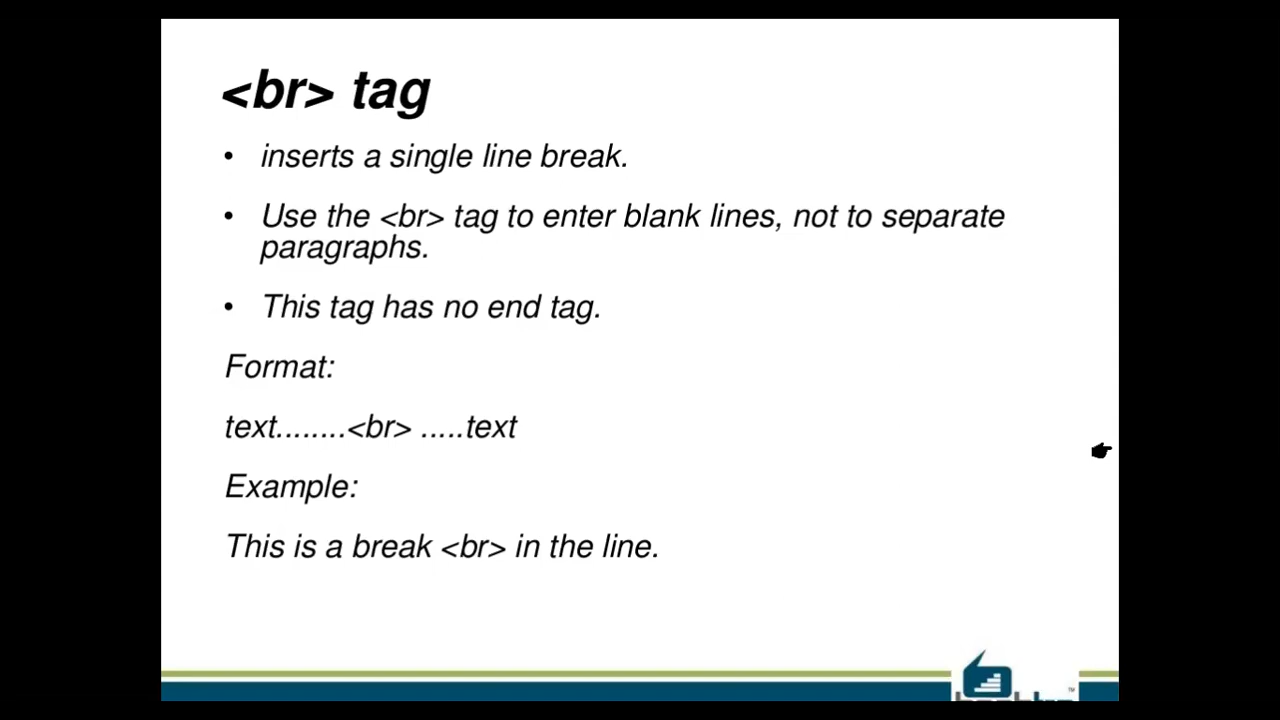 <br> tag
• inserts a single line break.
• Use the <br> tag to enter blank lines, not to separate
paragraphs.
• This tag has no end tag.
Format:
text........<br> .....text
Example:
This is a break <br> in the line.
TM